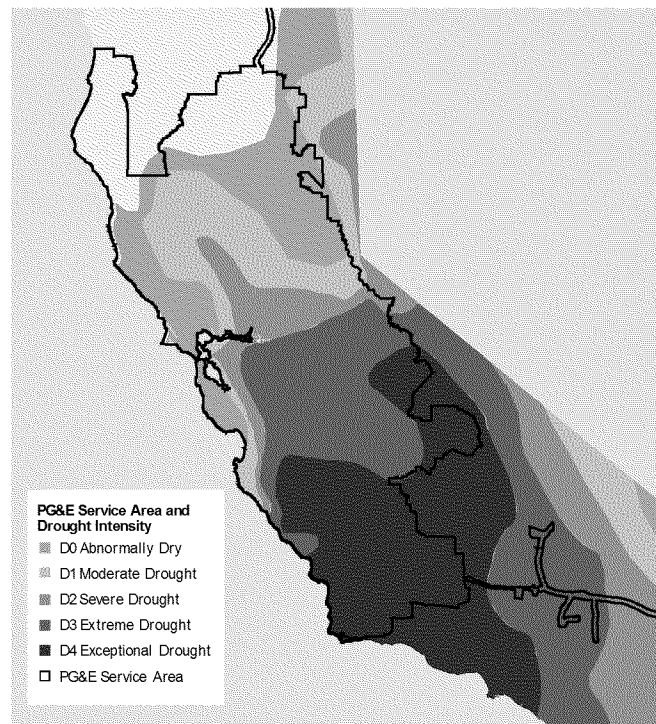 PG&E Service Area and
Drought Intensity
D0 Abnormally Dry
D1 Moderate Drought
D2 Severe Drought
D3 Extreme Drought
D4 Exceptional Drought
PG&E Service Area